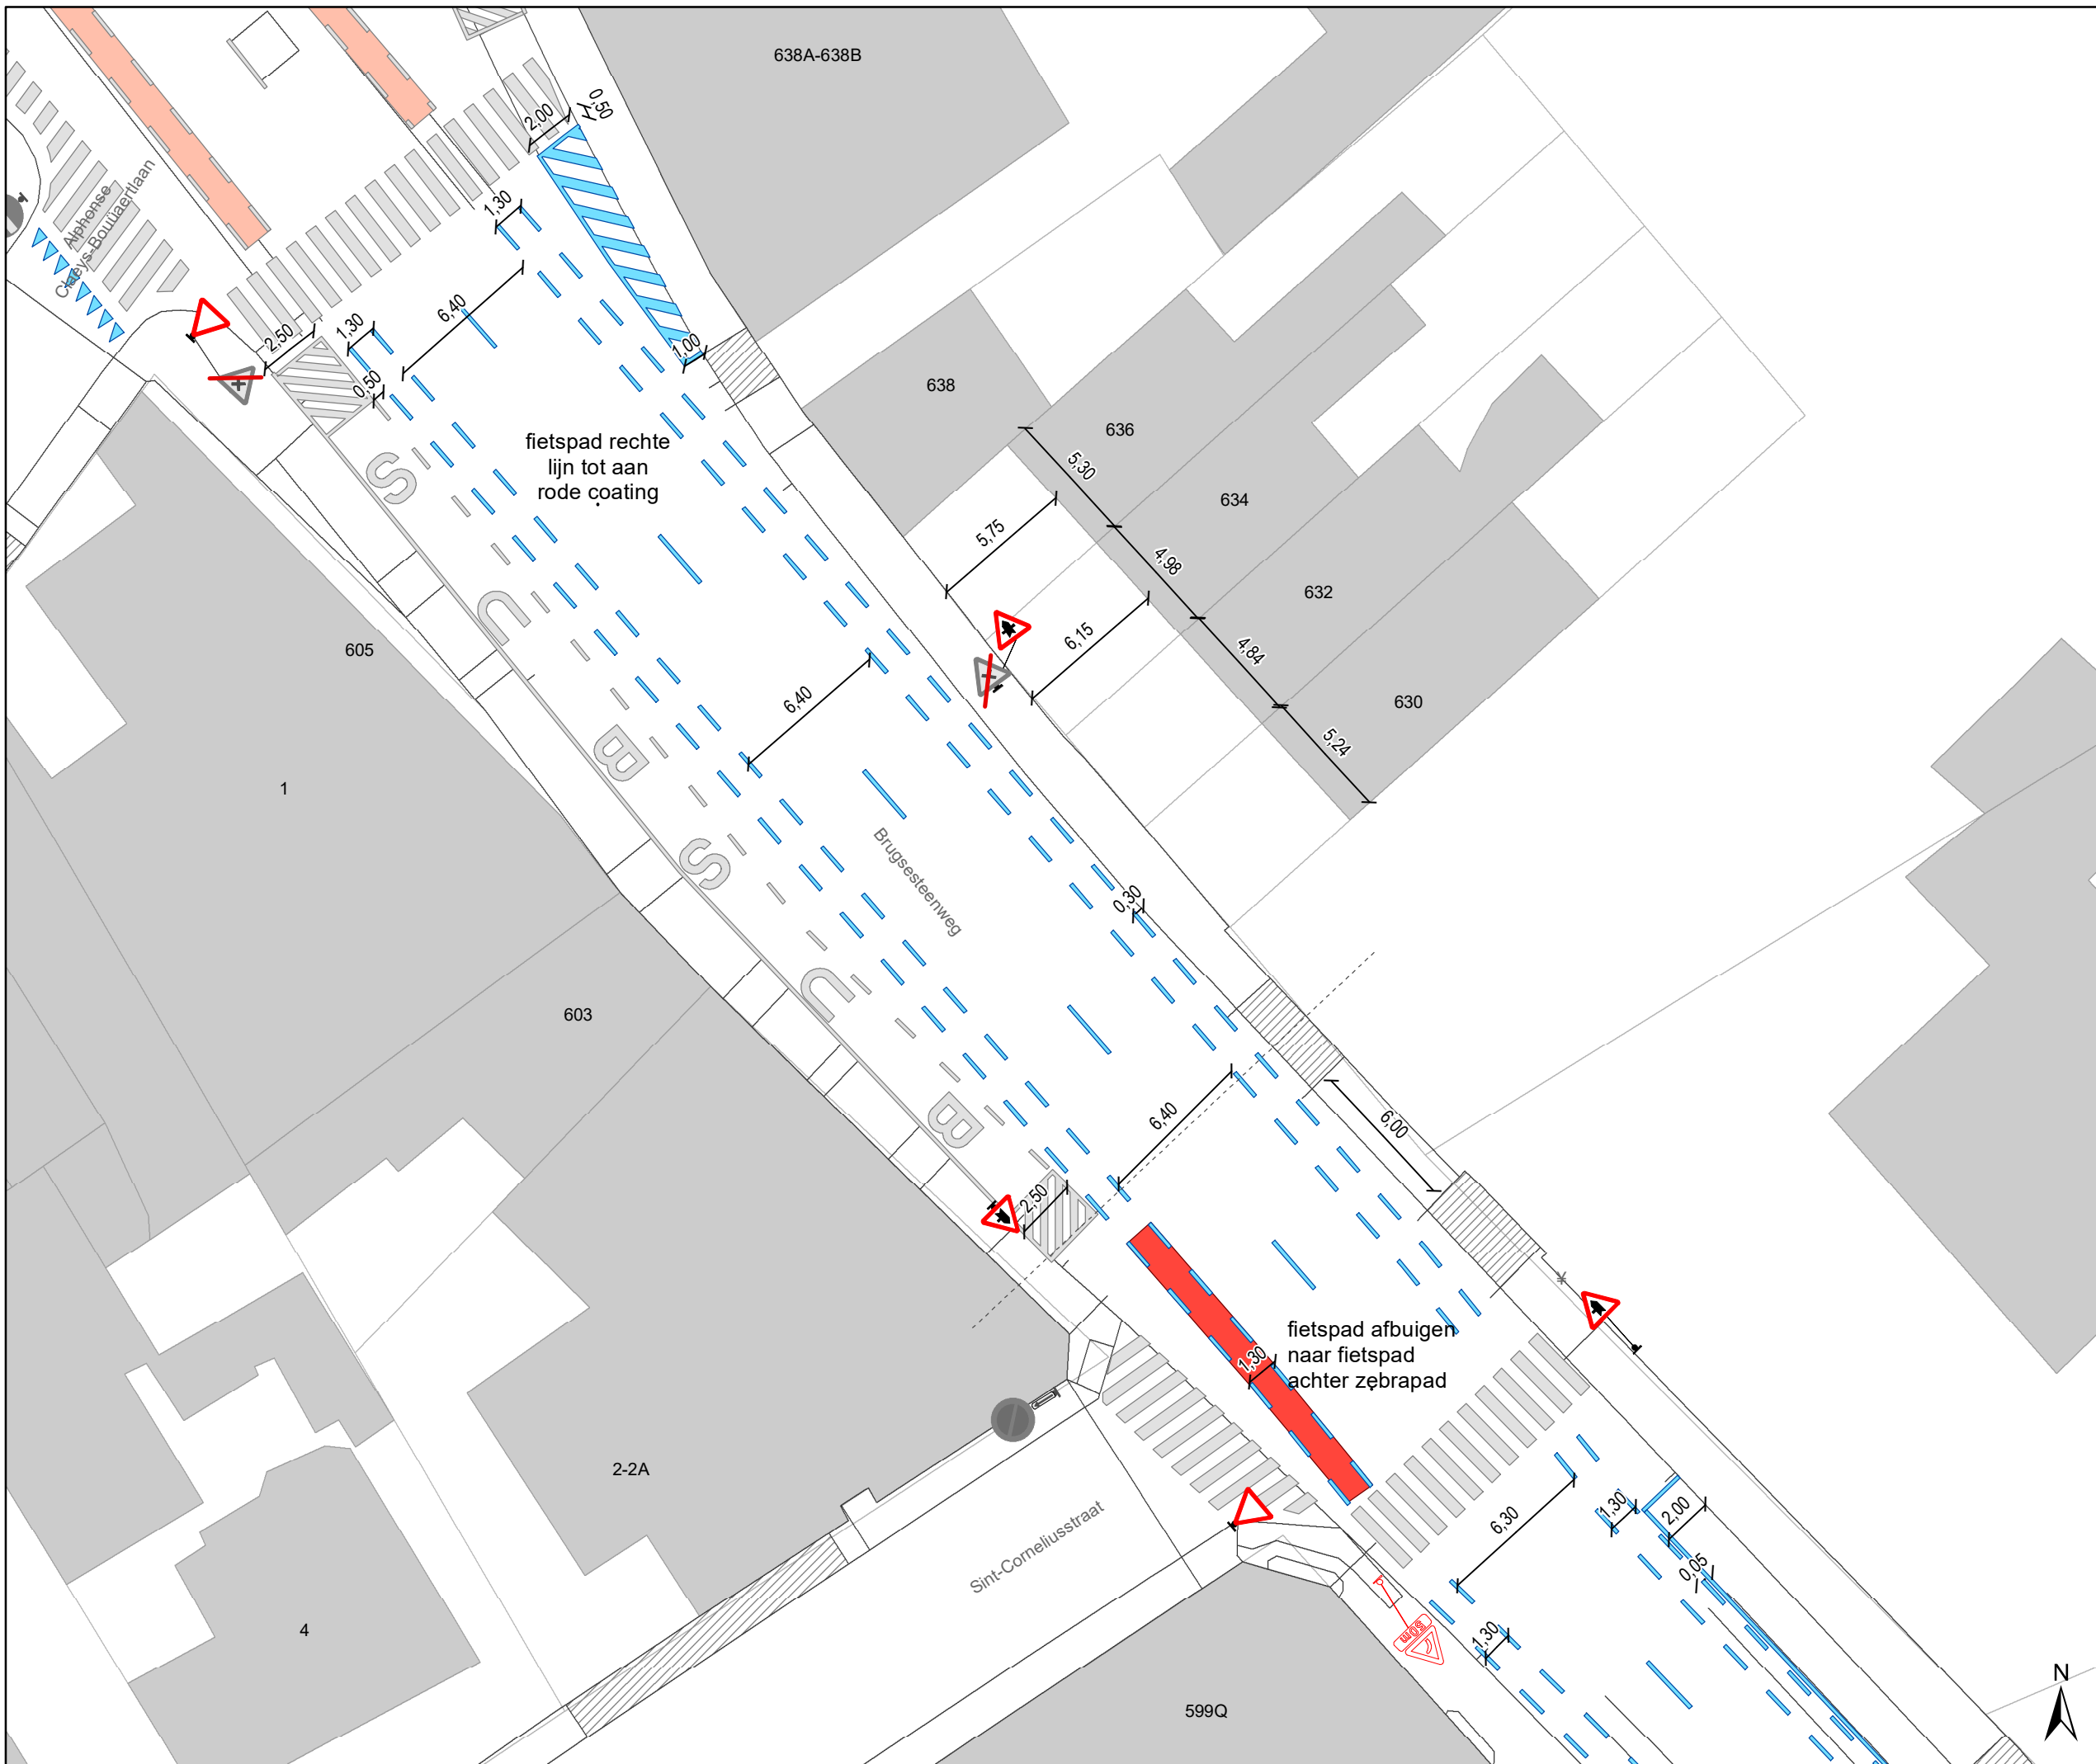 638A-638B
0,50
2,00
Alphonse
Claeys-Bouüaertlaan
1,30
6,40
1,30
2,50
0,50
1,00
638
636
fietspad rechte
lijn tot aan
rode coating
5,30
634
5,75
4,98
632
605
6,15
4,84
630
6,40
5,24
1
BUS
BUS
Brugsesteenweg
0,30
603
6,40
6,00
2,50
fietspad afbuigen
naar fietspad
achter zebrapad
1,30
2-2A
6,30
1,30
2,00
Sint-Corneliusstraat
0,05
4
1,30
50m
N
599Q